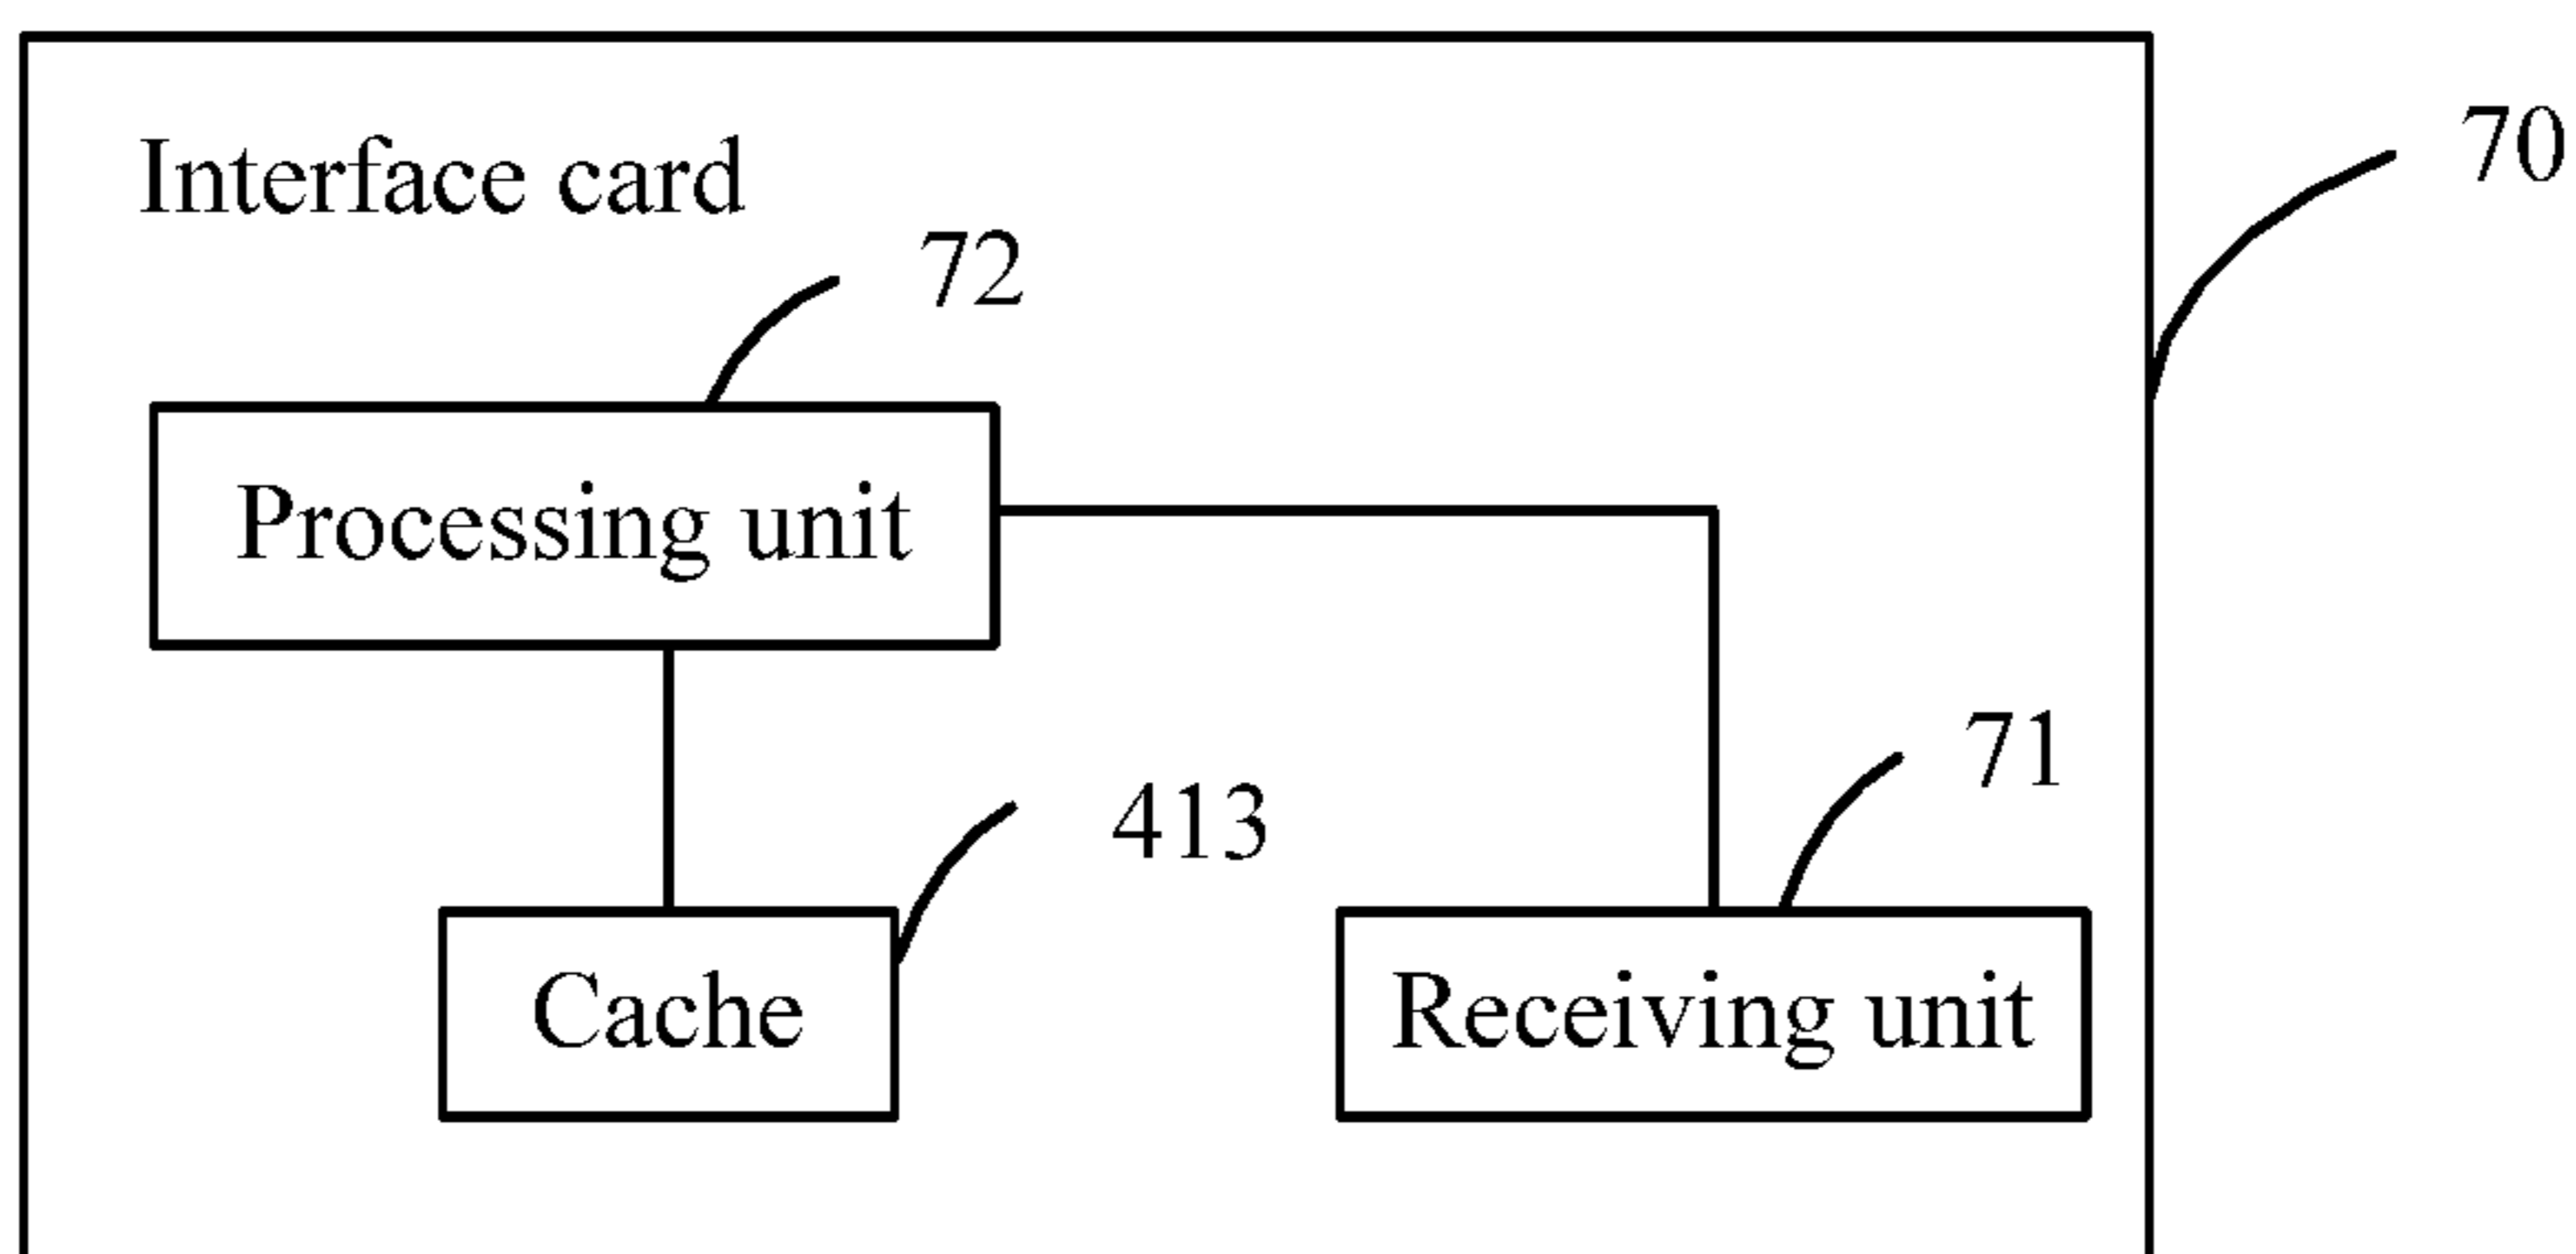 70
Interface card
72
Processing unit
71
413
Cache
Receiving unit